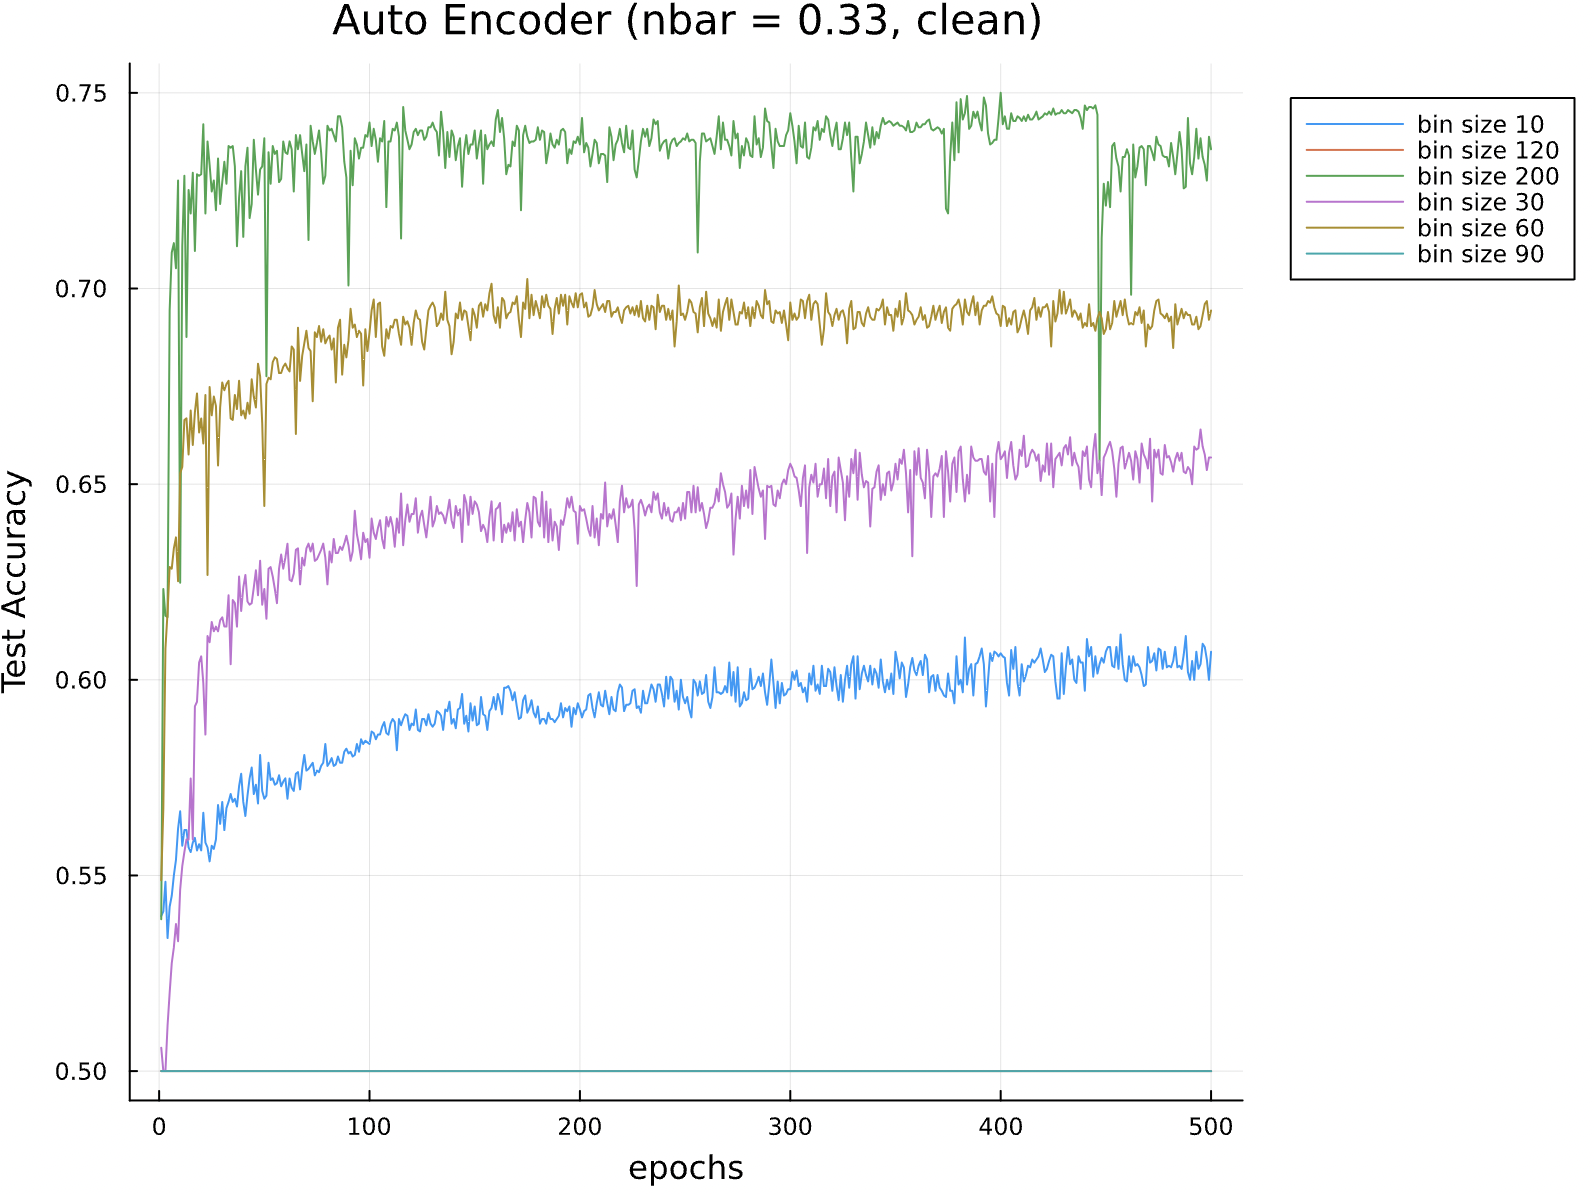 Auto Encoder (nbar = 0.33, clean)
0.75
0.70
0.65
0.60
0.55
0.50
Test Accuracy
0 100 200 300 400 500
epochs
bin size 10
bin size 120
bin size 200
bin size 30
bin size 60
bin size 90